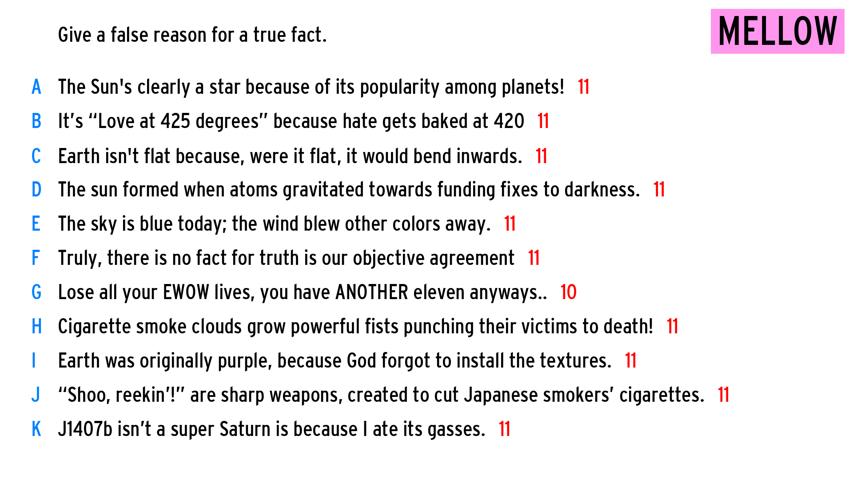 Give a false reason for a true fact.
MELLOW
A The Sun's clearly a star because of its popularity among planets! 11
B It's “Love at 425 degrees” because hate gets baked at 420 11
C Earth isn't flat because, were it flat, it would bend inwards. 11
D The sun formed when atoms gravitated towards funding fixes to darkness. 11
E The sky is blue today; the wind blew other colors away. 11
F Truly, there is no fact for truth is our objective agreement 11
G Lose all your EWOW lives, you have ANOTHER eleven anyways.. 10
H Cigarette smoke clouds grow powerful fists punching their victims to death! 11
I Earth was originally purple, because God forgot to install the textures. 11
J “Shoo, reekin’!” are sharp weapons, created to cut Japanese smokers’ cigarettes. 11
K J1407b isn’t a super Saturn is because I ate its gasses. 11